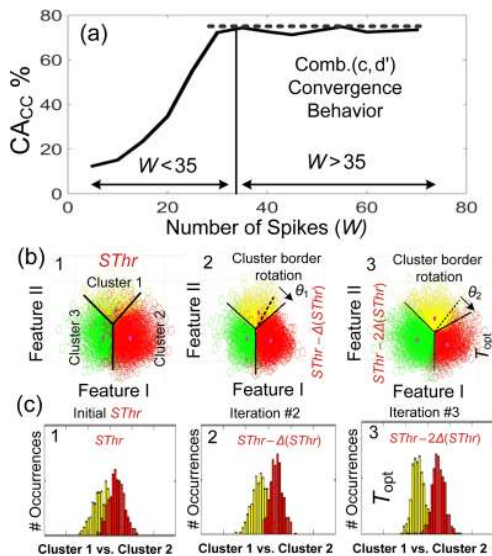 (a)
CAcc %
80
60
40
20
0
Comb.(c, d')
Convergence
Behavior
W<35
W>35
0 20 40 60 80
Number of Spikes (W)
(b)
1
SThr
Cluster 1
Cluster 3
Cluster 2
Feature II
Feature I
2
Cluster border
rotation
θ1
SThr−Δ(SThr)
Feature II
Feature I
3
Cluster border
rotation
θ2
SThr−2Δ(SThr)
Topt
Feature II
Feature I
(c)
Initial SThr
1
SThr
# Occurrences
Cluster 1 vs. Cluster 2
Iteration #2
2
SThr−Δ(SThr)
# Occurrences
Cluster 1 vs. Cluster 2
Iteration #3
3
SThr−2Δ(SThr)
Topt
# Occurrences
Cluster 1 vs. Cluster 2